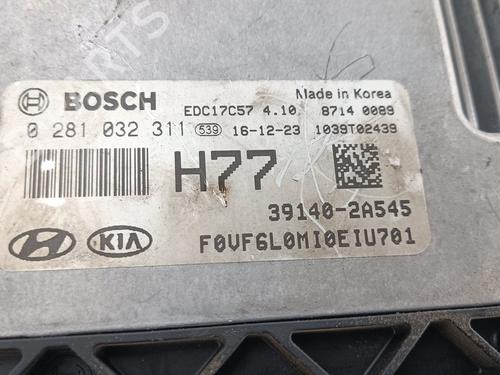 PARTS
BOSCH EDC17C57 4.10 Made in Korea 8714 0089
0 281 032 311 539 16-12-23 1039T02439
H77
39140-2A545
KIA F0VF6L0MI0EIU701